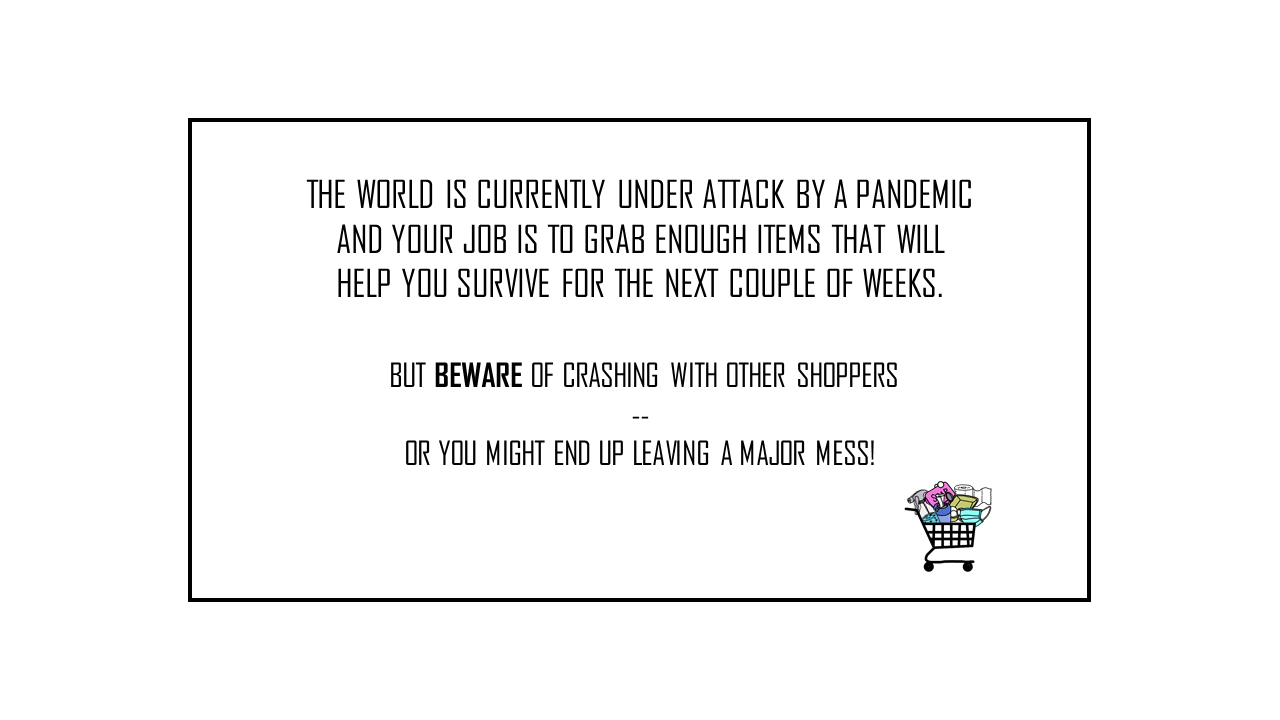 THE WORLD IS CURRENTLY UNDER ATTACK BY A PANDEMIC
AND YOUR JOB IS TO GRAB ENOUGH ITEMS THAT WILL
HELP YOU SURVIVE FOR THE NEXT COUPLE OF WEEKS.
BUT BEWARE OF CRASHING WITH OTHER SHOPPERS
--
OR YOU MIGHT END UP LEAVING A MAJOR MESS!